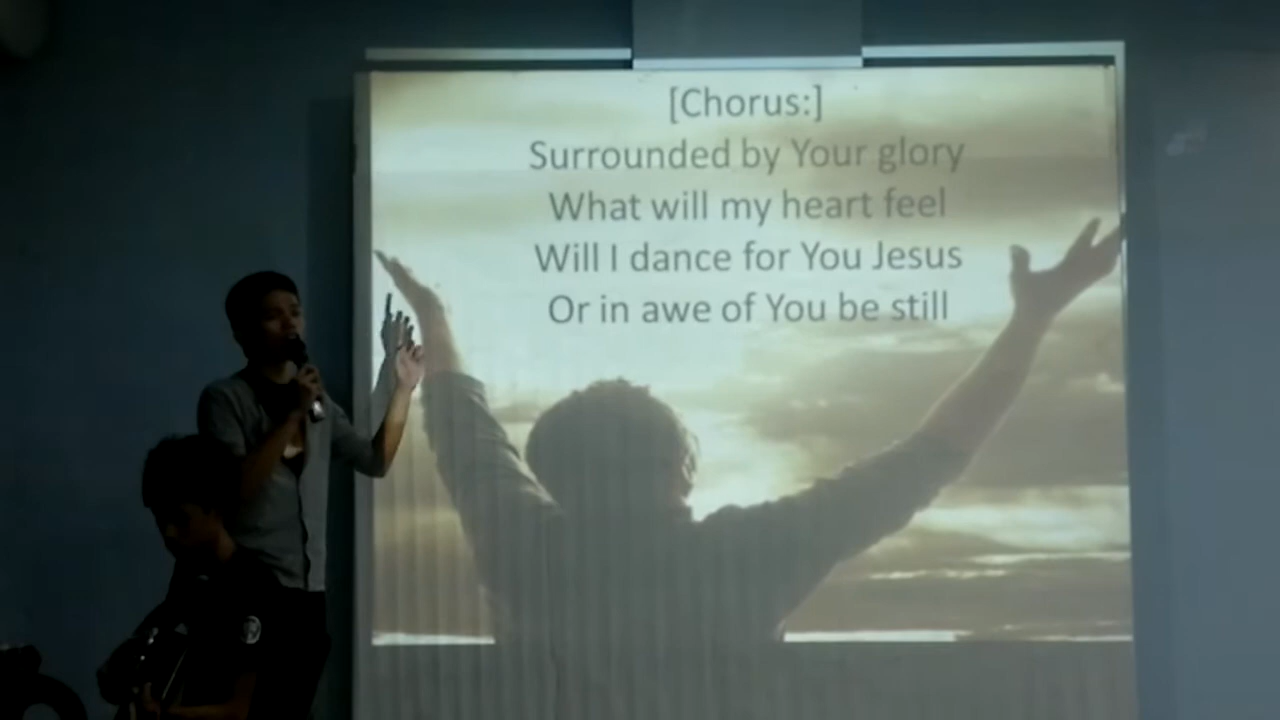 [Chorus:]
Surrounded by Your glory
What will my heart feel
Will I dance for You Jesus
Or in awe of You be still